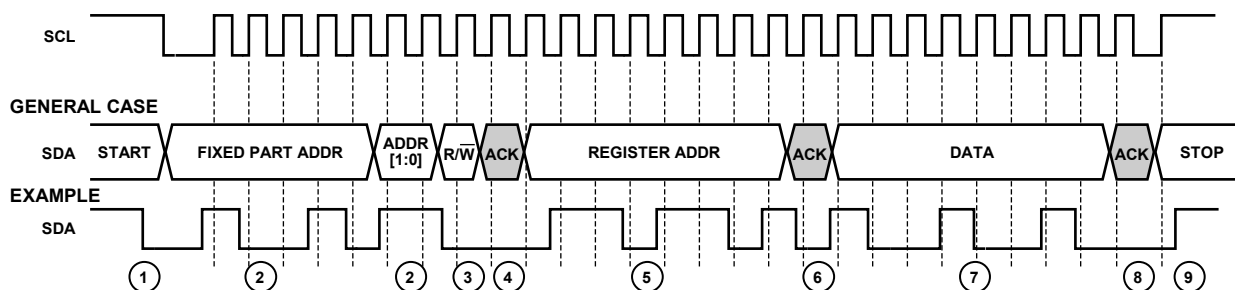 SCL
GENERAL CASE
SDA START FIXED PART ADDR ADDR [1:0] R/W̅ ACK REGISTER ADDR ACK DATA ACK STOP
EXAMPLE
SDA
1 2 2 3 4 5 6 7 8 9